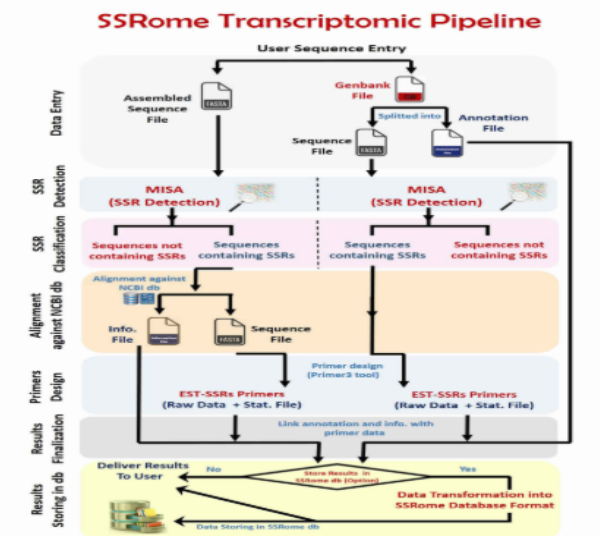 SSRome Transcriptomic Pipeline
User Sequence Entry
Data Entry
Assembled
Sequence
File
FASTA
Genbank
File
Splitted into
Sequence
File
FASTA
Annotation
File
SSR
Detection
MISA
(SSR Detection)
MISA
(SSR Detection)
SSR
Classification
Sequences not
containing SSRs
Sequences
containing SSRs
Sequences
containing SSRs
Sequences not
containing SSRs
Alignment
against NCBI db
Alignment against
NCBI db
Info.
File
FASTA
Sequence
File
Primers
Design
Primer design
(Primer3 tool)
EST-SSRs Primers
(Raw Data + Stat. File)
EST-SSRs Primers
(Raw Data + Stat. File)
Results
Finalization
Link annotation and info. with
primer data
Results
Storing in db
Deliver Results
To User
No
Store Results in
SSRome db (Option)
Yes
Data Transformation into
SSRome Database Format
Data Storing in SSRome db